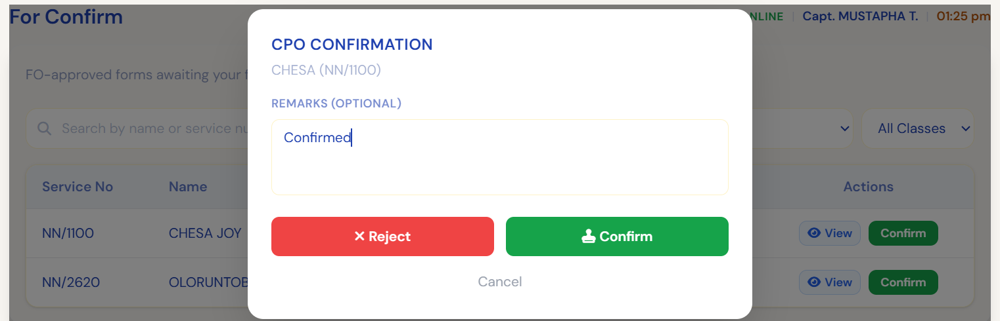 For Confirm
NLINE | Capt. MUSTAPHA T. | 01:25 pm
CPO CONFIRMATION
CHESA (NN/1100)
FO-approved forms awaiting your
REMARKS (OPTIONAL)
Search by name or service
All Classes
Confirmed
Service No Name Actions
NN/1100 CHESA JOY View Confirm
✕ Reject Confirm
NN/2620 OLORUNTOB View Confirm
Cancel